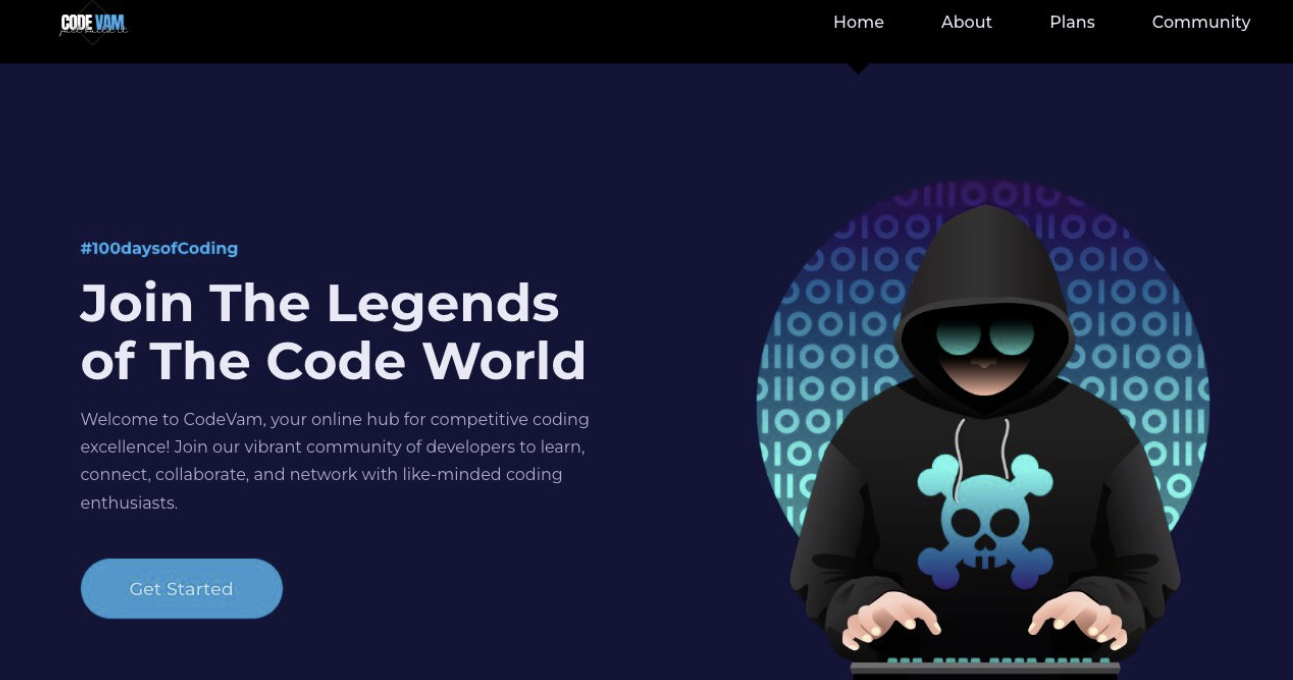 CODE VAM
Home About Plans Community
#100daysofCoding
Join The Legends
of The Code World
Welcome to CodeVam, your online hub for competitive coding
excellence! Join our vibrant community of developers to learn,
connect, collaborate, and network with like-minded coding
enthusiasts.
Get Started